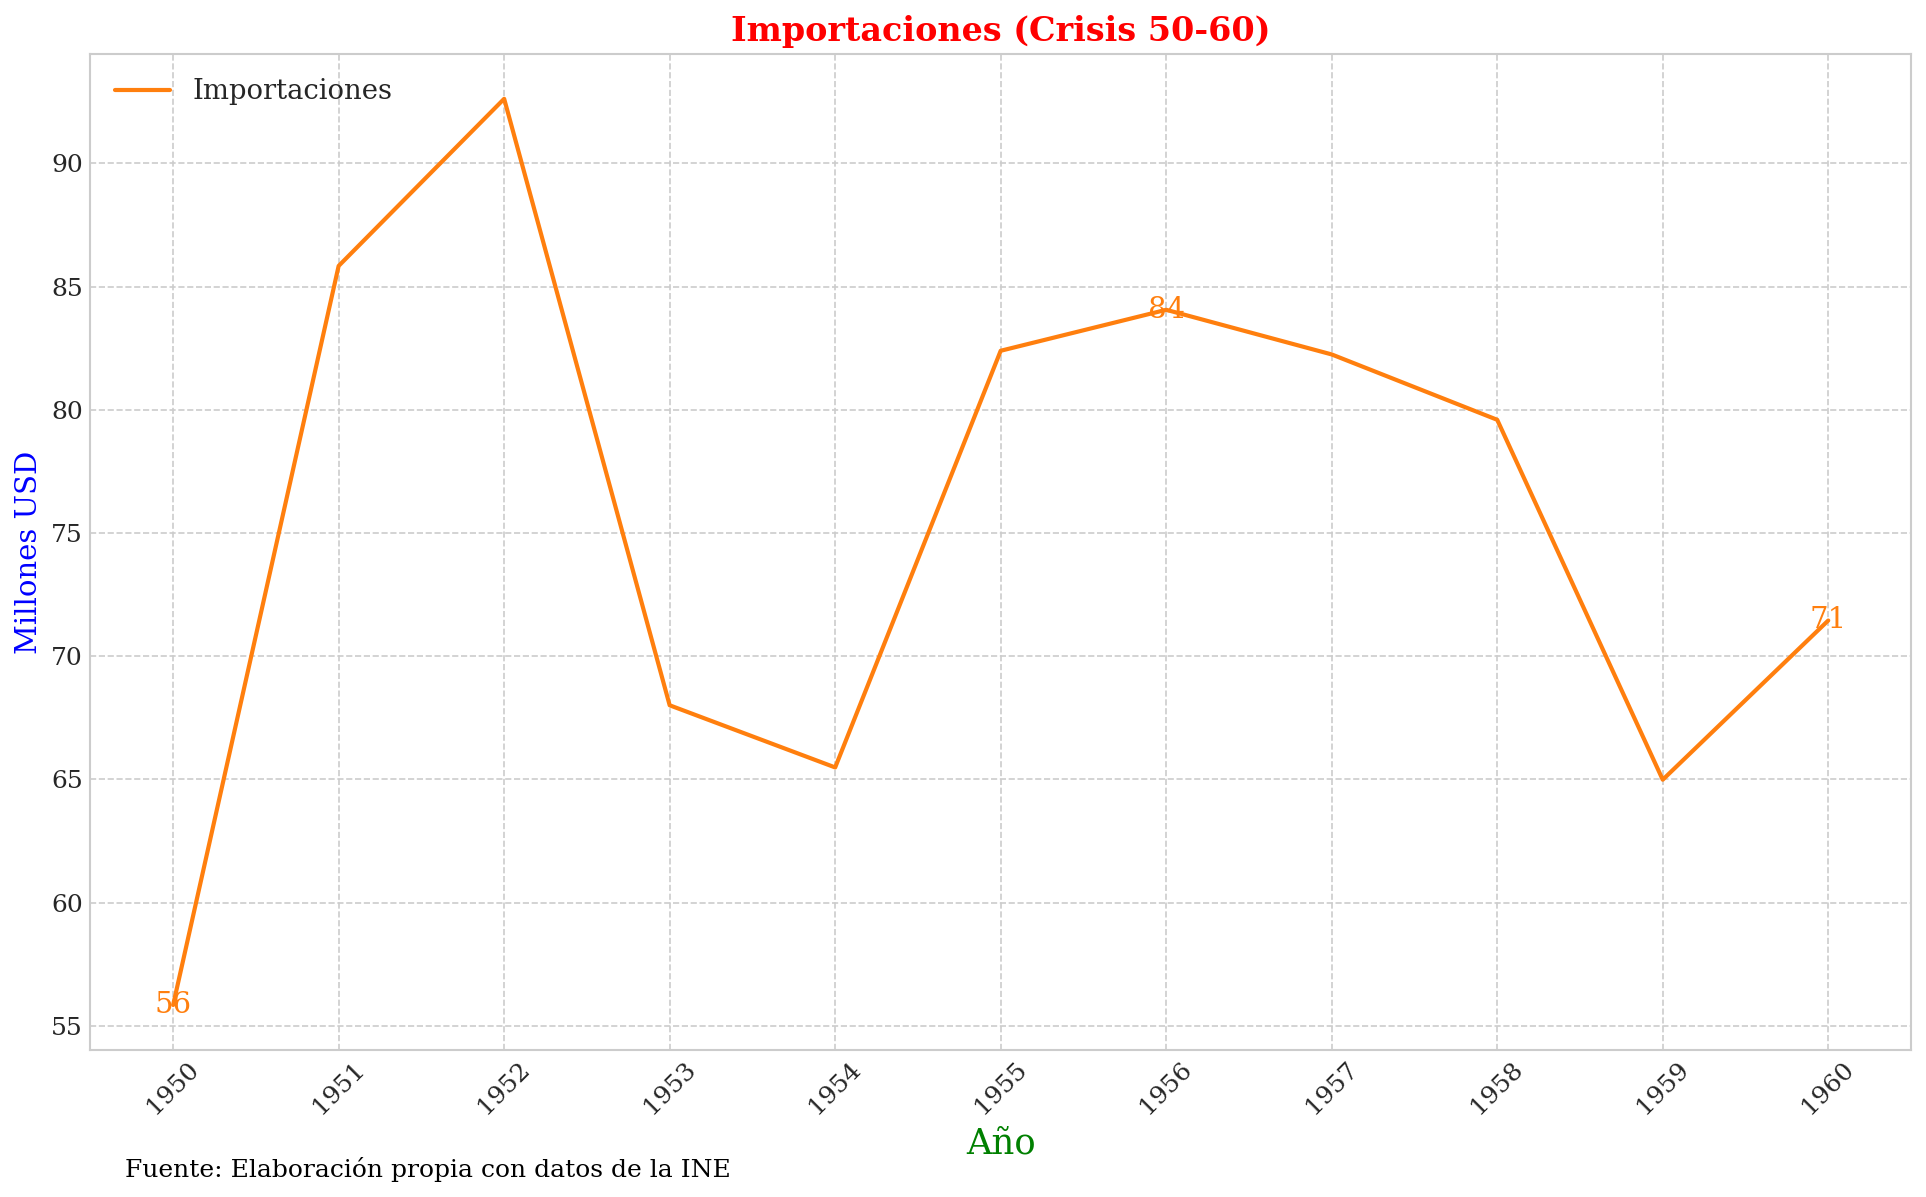 Importaciones (Crisis 50-60)
Importaciones
90
85
80
75
70
65
60
55
Millones USD
56
84
71
1950 1951 1952 1953 1954 1955 1956 1957 1958 1959 1960
Año
Fuente: Elaboración propia con datos de la INE